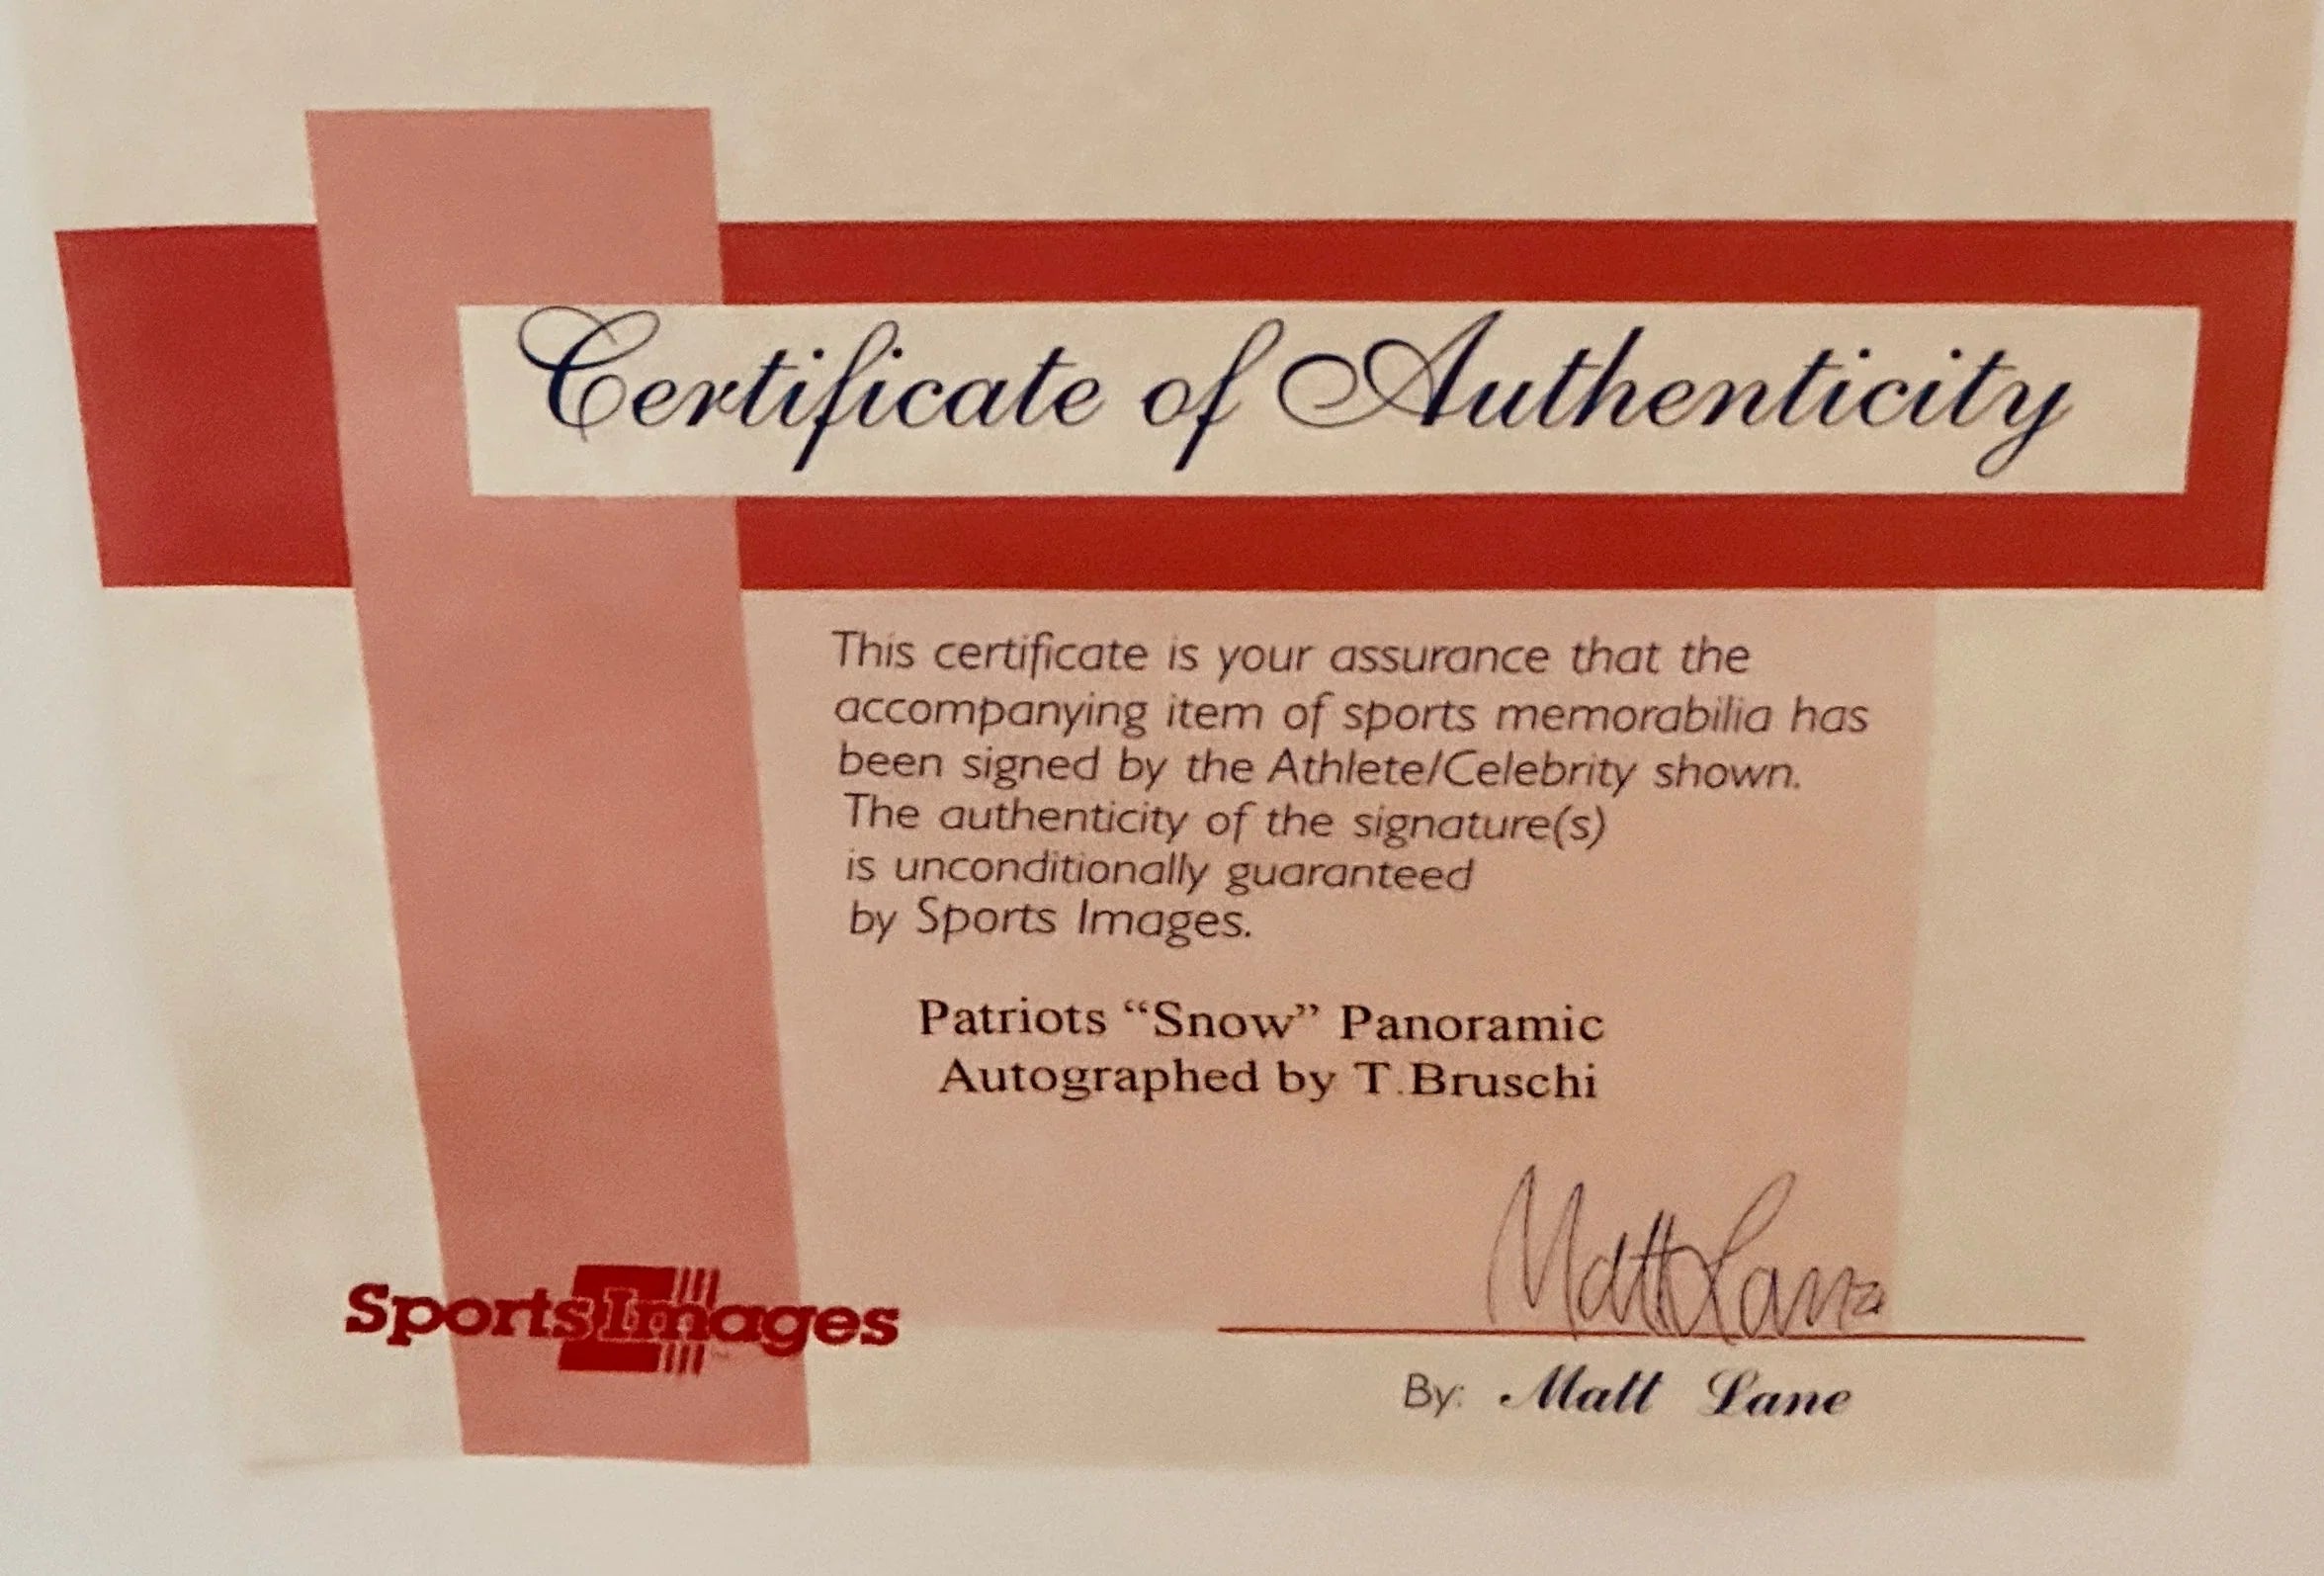 Certificate of Authenticity
This certificate is your assurance that the
accompanying item of sports memorabilia has
been signed by the Athlete/Celebrity shown.
The authenticity of the signature(s)
is unconditionally guaranteed
by Sports Images.
Patriots “Snow” Panoramic
Autographed by T.Bruschi
Matt Lane
Sports Images
By: Matt Lane